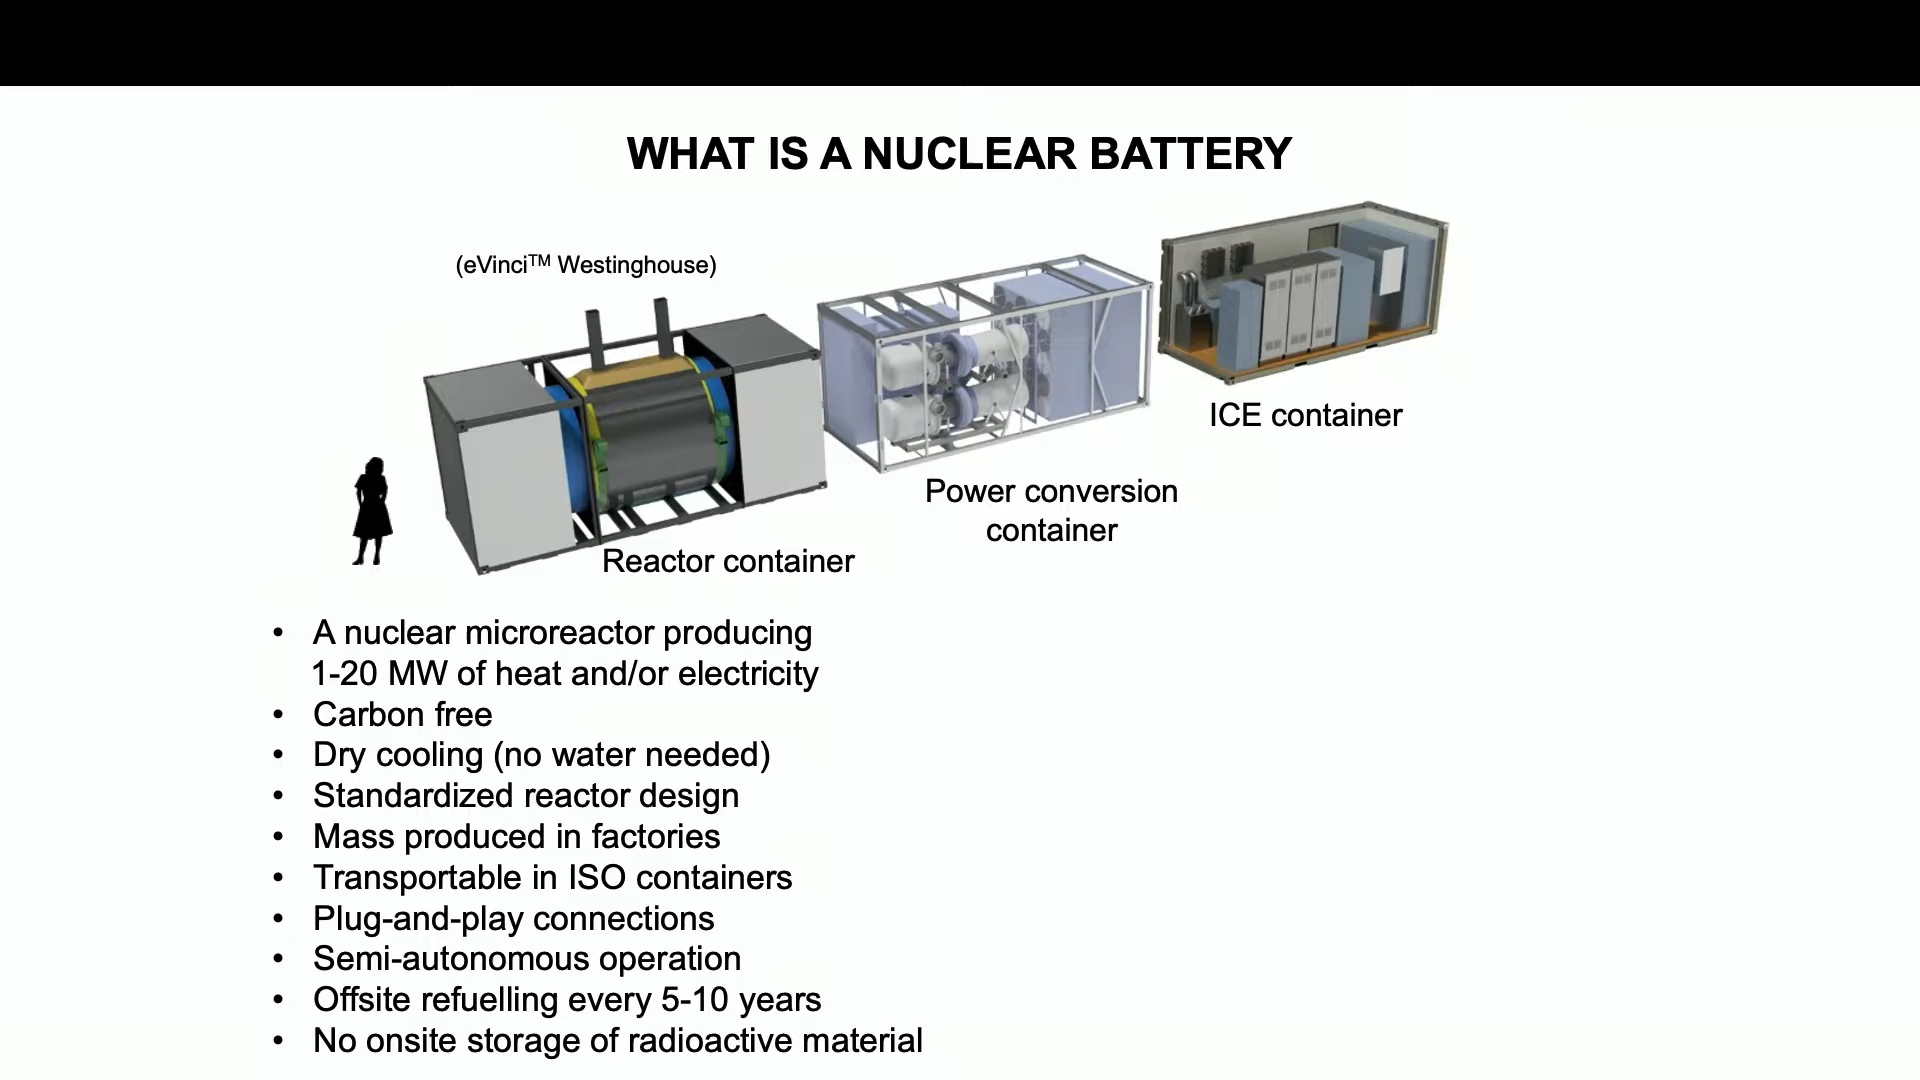 WHAT IS A NUCLEAR BATTERY
(eVinci™ Westinghouse)
ICE container
Power conversion
container
Reactor container
• A nuclear microreactor producing
1-20 MW of heat and/or electricity
• Carbon free
• Dry cooling (no water needed)
• Standardized reactor design
• Mass produced in factories
• Transportable in ISO containers
• Plug-and-play connections
• Semi-autonomous operation
• Offsite refuelling every 5-10 years
• No onsite storage of radioactive material